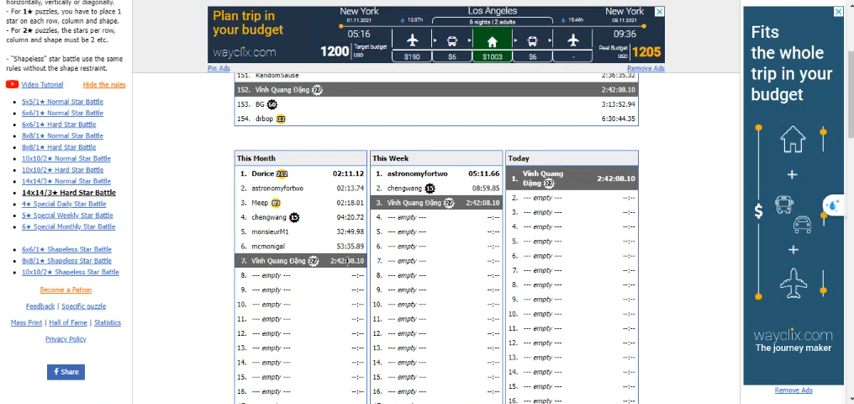 horizontally, vertically or diagonally.
- For 1★ puzzles, you have to place 1
star on each row, column and shape.
- For 2★ puzzles, the stars per row,
column and shape must be 2 etc.
- "Shapeless" star battle use the same
rules without the shape restraint.
Video Tutorial Hide the rules
5x5/1★ Normal Star Battle
6x6/1★ Normal Star Battle
6x6/1★ Hard Star Battle
8x8/1★ Normal Star Battle
8x8/1★ Hard Star Battle
10x10/2★ Normal Star Battle
10x10/2★ Hard Star Battle
14x14/3★ Normal Star Battle
14x14/3★ Hard Star Battle
4★ Special Daily Star Battle
5★ Special Weekly Star Battle
6★ Special Monthly Star Battle
6x6/1★ Shapeless Star Battle
8x8/1★ Shapeless Star Battle
10x10/2★ Shapeless Star Battle
Become a Patron
Feedback | Specific puzzle
Mass Print | Hall of Fame | Statistics
Privacy Policy
f Share
Plan trip in
your budget
wayclix.com
New York Los Angeles New York
01.11.2021 12.87h 6 nights | 2 adults 15.48h 06.11.2021
05:16 09:36
1200 Target budget USD Real Budget USD 1205
$190 $6 $1003 $6 -
Pin Ads Remove Ads
151. RandomSause 2:36:35.32
152. Vinh Quang Đặng 2:42:08.10
153. BG 3:13:52.94
154. drbop 6:30:44.35
This Month
1. Dorice 02:11.12
2. astronomyfortwo 02:13.74
3. Meep 02:18.01
4. chengwang 15 04:20.72
5. monsieurM1 32:49.98
6. mcmonigal 53:35.89
7. Vinh Quang Đặng 2:42:08.10
8. --- empty --- --:--
9. --- empty --- --:--
10. --- empty --- --:--
11. --- empty --- --:--
12. --- empty --- --:--
13. --- empty --- --:--
14. --- empty --- --:--
15. --- empty --- --:--
16. --- empty --- --:--
This Week
1. astronomyfortwo 05:11.66
2. chengwang 15 08:59.85
3. Vinh Quang Đặng 2:42:08.10
4. --- empty --- --:--
5. --- empty --- --:--
6. --- empty --- --:--
7. --- empty --- --:--
8. --- empty --- --:--
9. --- empty --- --:--
10. --- empty --- --:--
11. --- empty --- --:--
12. --- empty --- --:--
13. --- empty --- --:--
14. --- empty --- --:--
15. --- empty --- --:--
16. --- empty --- --:--
Today
1. Vinh Quang
Đặng 2:42:08.10
2. --- empty --- --:--
3. --- empty --- --:--
4. --- empty --- --:--
5. --- empty --- --:--
6. --- empty --- --:--
7. --- empty --- --:--
8. --- empty --- --:--
9. --- empty --- --:--
10. --- empty --- --:--
11. --- empty --- --:--
12. --- empty --- --:--
13. --- empty --- --:--
14. --- empty --- --:--
15. --- empty --- --:--
16. --- empty --- --:--
Fits
the whole
trip in your
budget
$
wayclix.com
The journey maker
Remove Ads